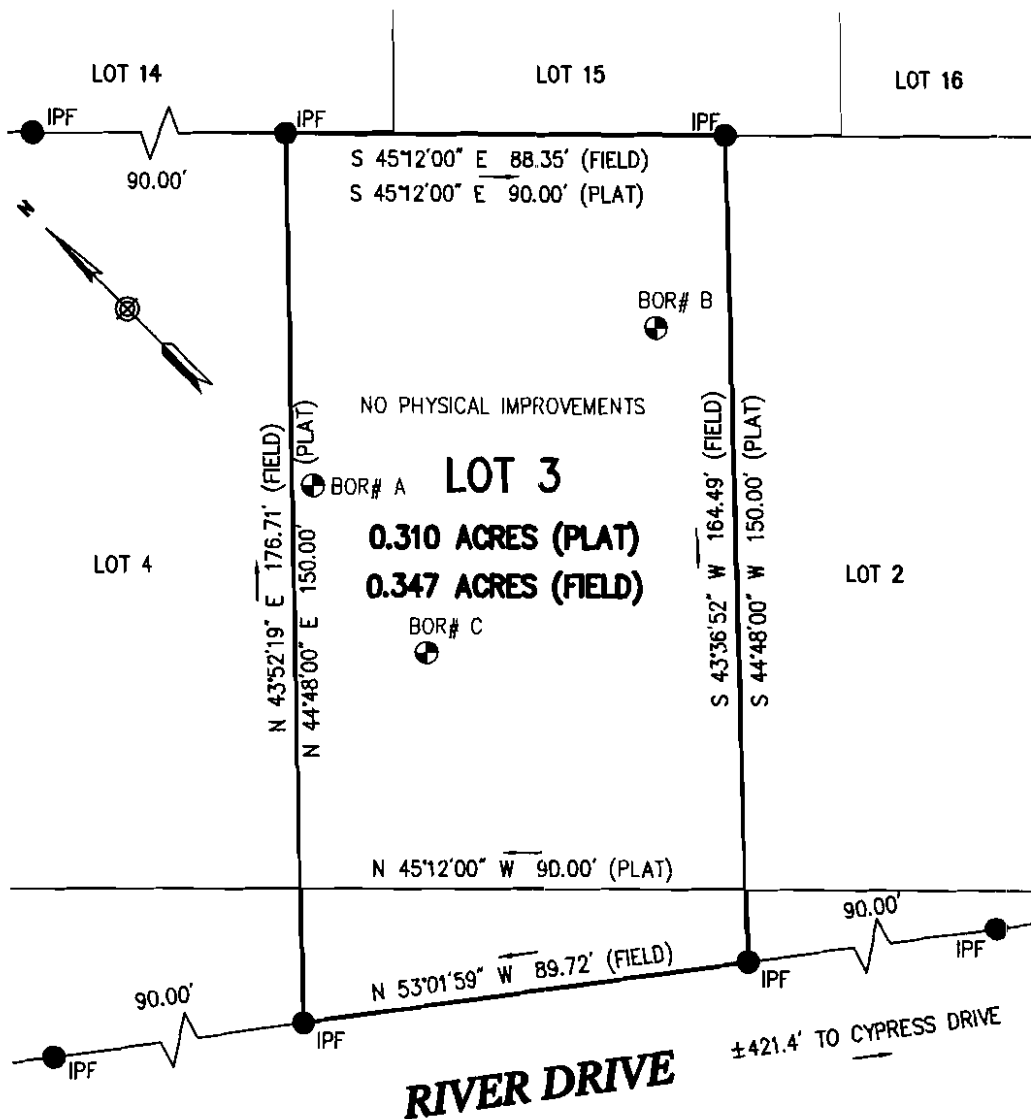 LOT 14
LOT 15
LOT 16
IPF
IPF
IPF
90.00'
S 45°12'00" E 88.35' (FIELD)
S 45°12'00" E 90.00' (PLAT)
N
BOR# B
NO PHYSICAL IMPROVEMENTS
BOR# A
LOT 3
0.310 ACRES (PLAT)
0.347 ACRES (FIELD)
LOT 4
LOT 2
N 43°52'19" E 176.71' (FIELD)
N 44°48'00" E 150.00' (PLAT)
S 43°36'52" W 164.49' (FIELD)
S 44°48'00" W 150.00' (PLAT)
BOR# C
N 45°12'00" W 90.00' (PLAT)
90.00'
IPF
N 53°01'59" W 89.72' (FIELD)
IPF
90.00'
IPF
IPF
±421.4' TO CYPRESS DRIVE
RIVER DRIVE